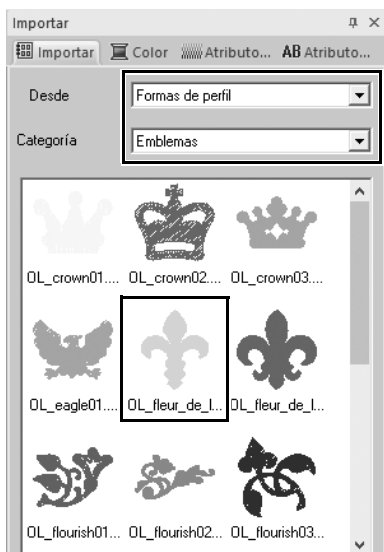 Importar
Importar Color Atributo... AB Atributo...
Desde Formas de perfil
Categoría Emblemas
OL_crown01.... OL_crown02.... OL_crown03....
OL_eagle01.... OL_fleur_de_l... OL_fleur_de_l...
OL_flourish01... OL_flourish02... OL_flourish03...